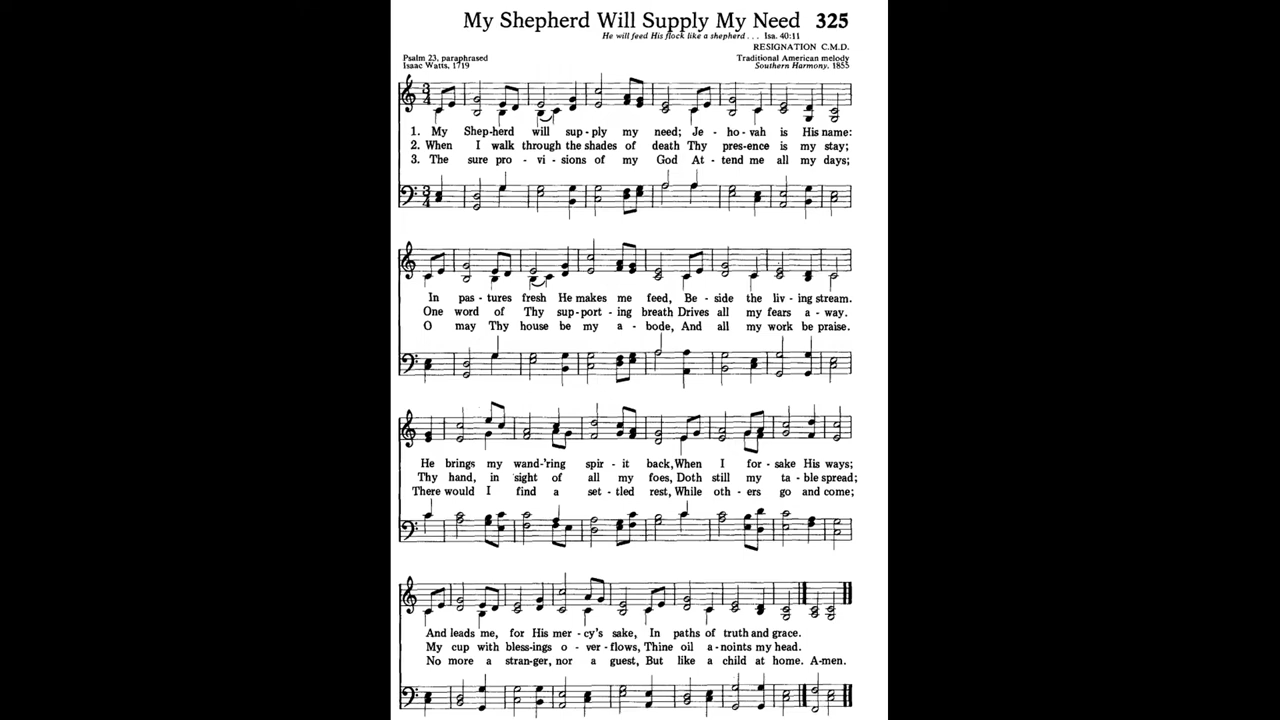 My Shepherd Will Supply My Need 325
He will feed His flock like a shepherd . . . Isa. 40:11
RESIGNATION C.M.D.
Psalm 23, paraphrased
Isaac Watts, 1719
Traditional American melody
Southern Harmony, 1855
3
4
1. My Shep-herd will sup-ply my need; Je - ho - vah is His name:
2. When I walk through the shades of death Thy pres-ence is my stay;
3. The sure pro - vi - sions of my God At - tend me all my days;
3
4
In pas - tures fresh He makes me feed, Be - side the liv - ing stream.
One word of Thy sup-port - ing breath Drives all my fears a - way.
O may Thy house be my a - bode, And all my work be praise.
He brings my wand-'ring spir - it back, When I for - sake His ways;
Thy hand, in sight of all my foes, Doth still my ta - ble spread;
There would I find a set - tled rest, While oth - ers go and come;
And leads me, for His mer - cy's sake, In paths of truth and grace.
My cup with bless-ings o - ver - flows, Thine oil a - noints my head.
No more a stran-ger, nor a guest, But like a child at home. A-men.